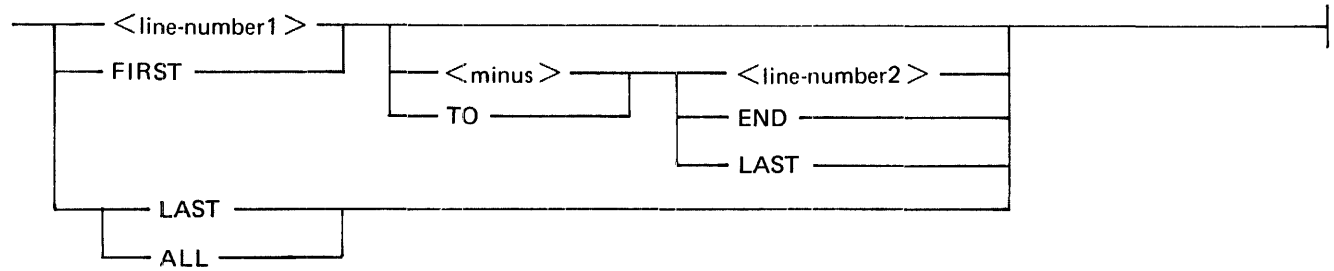 <line-number1>
FIRST
<minus> <line-number2>
TO END
LAST
LAST
ALL